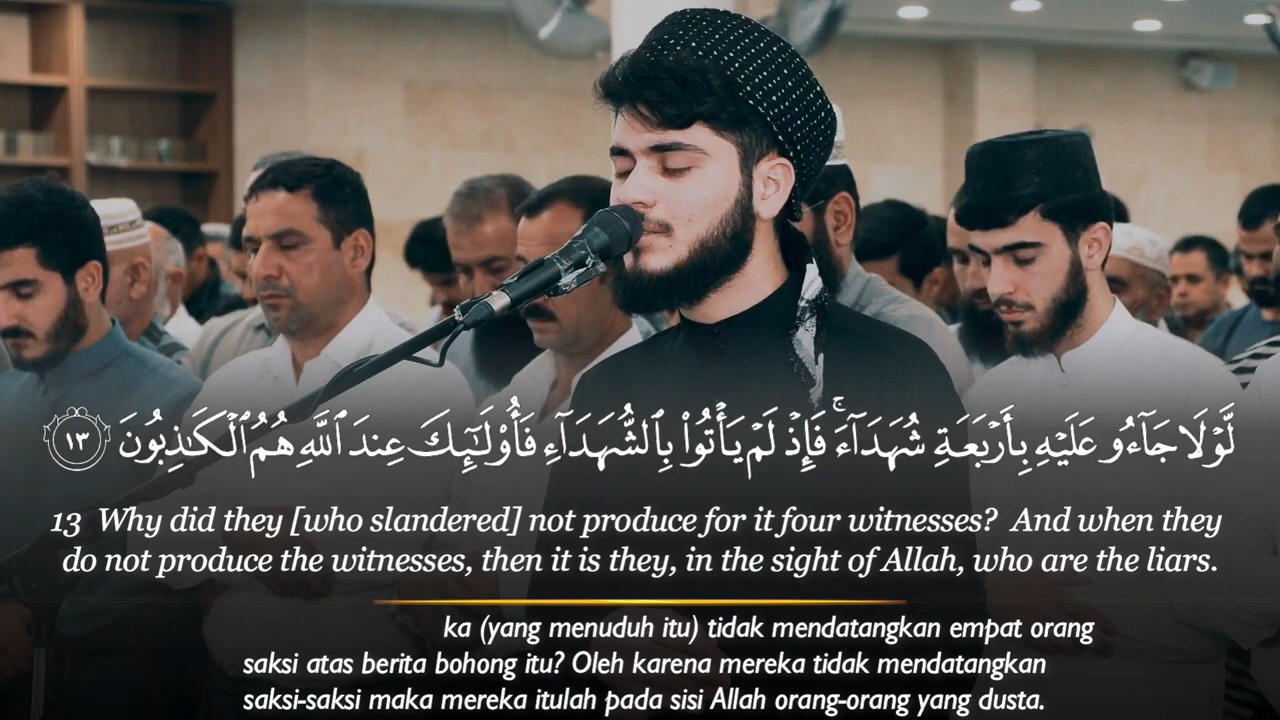 لَّوْلَا جَآءُو عَلَيْهِ بِأَرْبَعَةِ شُهَدَآءَ ۚ فَإِذْ لَمْ يَأْتُوا۟ بِٱلشُّهَدَآءِ فَأُو۟لَـٰٓئِكَ عِندَ ٱللَّهِ هُمُ ٱلْكَـٰذِبُونَ ١٣
13 Why did they [who slandered] not produce for it four witnesses? And when they
do not produce the witnesses, then it is they, in the sight of Allah, who are the liars.
ka (yang menuduh itu) tidak mendatangkan empat orang
saksi atas berita bohong itu? Oleh karena mereka tidak mendatangkan
saksi-saksi maka mereka itulah pada sisi Allah orang-orang yang dusta.